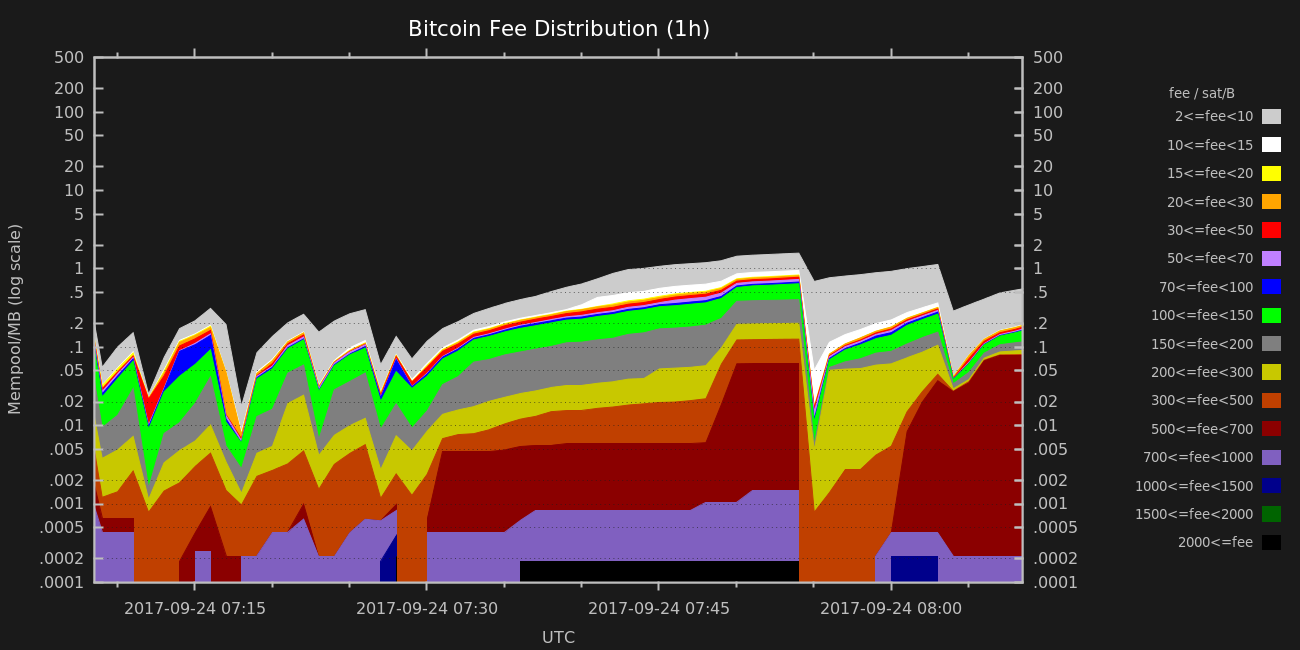 Bitcoin Fee Distribution (1h)
500 500
200 200
100 100
50 50
20 20
10 10
5 5
2 2
1 1
.5 .5
.2 .2
.1 .1
.05 .05
.02 .02
.01 .01
.005 .005
.002 .002
.001 .001
.0005 .0005
.0002 .0002
.0001 .0001
Mempool/MB (log scale)
2017-09-24 07:15 2017-09-24 07:30 2017-09-24 07:45 2017-09-24 08:00
UTC
fee / sat/B
2<=fee<10
10<=fee<15
15<=fee<20
20<=fee<30
30<=fee<50
50<=fee<70
70<=fee<100
100<=fee<150
150<=fee<200
200<=fee<300
300<=fee<500
500<=fee<700
700<=fee<1000
1000<=fee<1500
1500<=fee<2000
2000<=fee